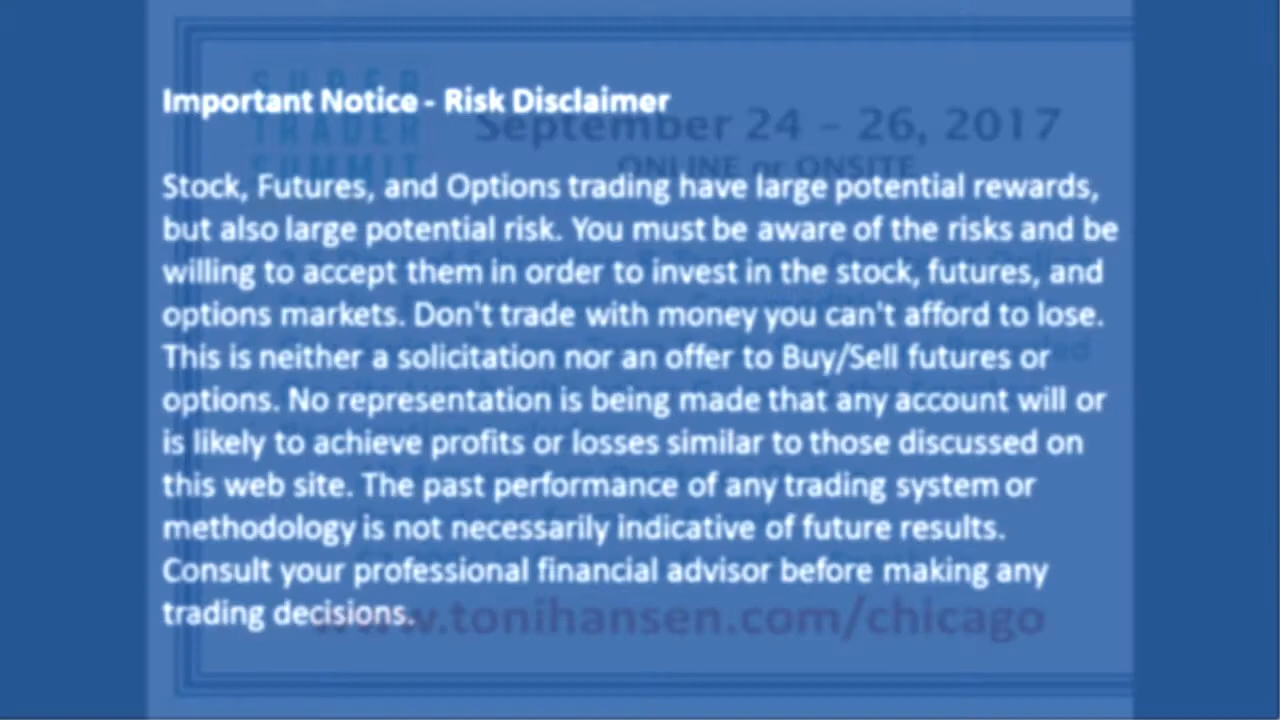 Important Notice - Risk Disclaimer
SUPER
TRADER
SUMMIT
September 24 – 26, 2017
ONLINE or ONSITE
Stock, Futures, and Options trading have large potential rewards,
but also large potential risk. You must be aware of the risks and be
willing to accept them in order to invest in the stock, futures, and
options markets. Don't trade with money you can't afford to lose.
This is neither a solicitation nor an offer to Buy/Sell futures or
options. No representation is being made that any account will or
is likely to achieve profits or losses similar to those discussed on
this web site. The past performance of any trading system or
methodology is not necessarily indicative of future results.
Consult your professional financial advisor before making any
trading decisions.
www.tonihansen.com/chicago